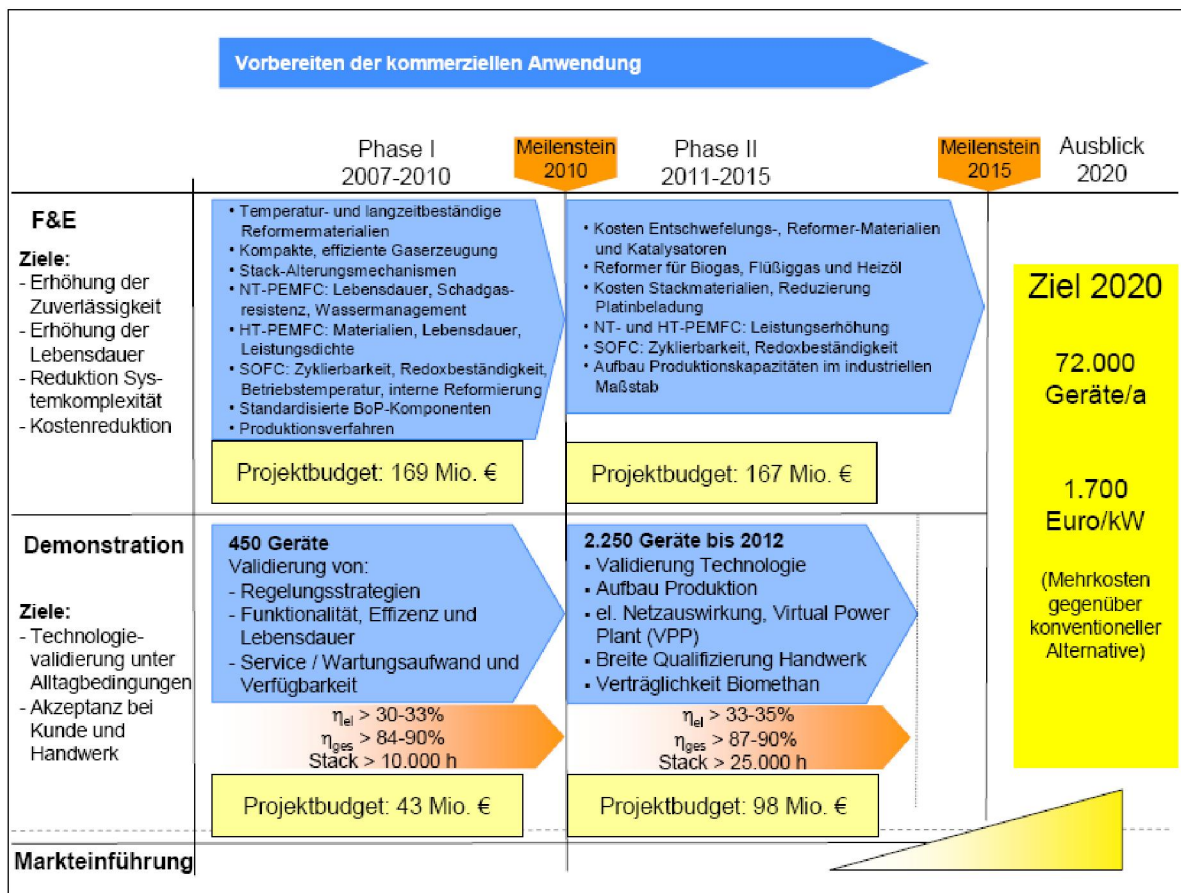 Vorbereiten der kommerziellen Anwendung
Phase I
2007-2010
Meilenstein
2010
Phase II
2011-2015
Meilenstein
2015
Ausblick
2020
F&E
Ziele:
- Erhöhung der
Zuverlässigkeit
- Erhöhung der
Lebensdauer
- Reduktion Sys-
temkomplexität
- Kostenreduktion
• Temperatur- und langzeitbeständige
Reformermaterialien
• Kompakte, effiziente Gaserzeugung
• Stack-Alterungsmechanismen
• NT-PEMFC: Lebensdauer, Schadgas-
resistenz, Wassermanagement
• HT-PEMFC: Materialien, Lebensdauer,
Leistungsdichte
• SOFC: Zyklierbarkeit, Redoxbeständigkeit,
Betriebstemperatur, interne Reformierung
• Standardisierte BoP-Komponenten
• Produktionsverfahren
Projektbudget: 169 Mio. €
• Kosten Entschwefelungs-, Reformer-Materialien
und Katalysatoren
• Reformer für Biogas, Flüßiggas und Heizöl
• Kosten Stackmaterialien, Reduzierung
Platinbeladung
• NT- und HT-PEMFC: Leistungserhöhung
• SOFC: Zyklierbarkeit, Redoxbeständigkeit
• Aufbau Produktionskapazitäten im industriellen
Maßstab
Projektbudget: 167 Mio. €
Ziel 2020
72.000
Geräte/a
1.700
Euro/kW
(Mehrkosten
gegenüber
konventioneller
Alternative)
Demonstration
Ziele:
- Technologie-
validierung unter
Alltagbedingungen
- Akzeptanz bei
Kunde und
Handwerk
450 Geräte
Validierung von:
- Regelungsstrategien
- Funktionalität, Effizenz und
Lebensdauer
- Service / Wartungsaufwand und
Verfügbarkeit
ηel > 30-33%
ηges > 84-90%
Stack > 10.000 h
Projektbudget: 43 Mio. €
2.250 Geräte bis 2012
▪ Validierung Technologie
▪ Aufbau Produktion
▪ el. Netzauswirkung, Virtual Power
Plant (VPP)
▪ Breite Qualifizierung Handwerk
▪ Verträglichkeit Biomethan
ηel > 33-35%
ηges > 87-90%
Stack > 25.000 h
Projektbudget: 98 Mio. €
Markteinführung